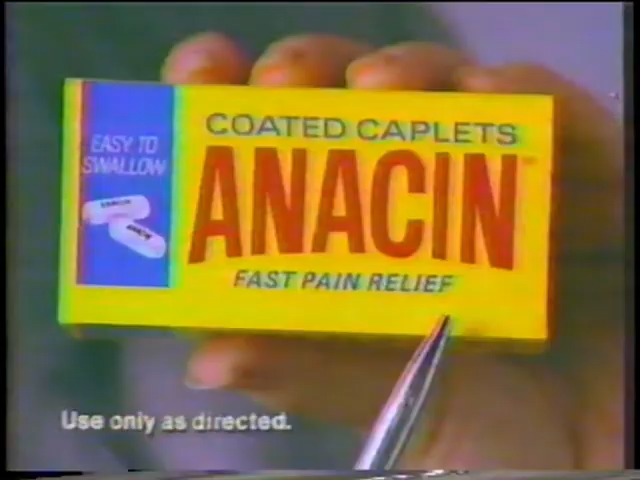 COATED CAPLETS
EASY TO
SWALLOW
ANACIN
FAST PAIN RELIEF
Use only as directed.